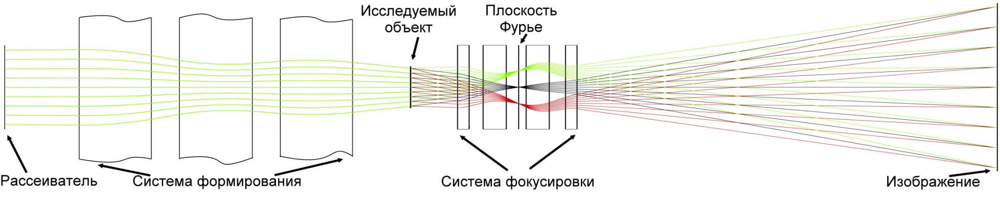 Исследуемый
объект
Плоскость
Фурье
Рассеиватель
Система формирования
Система фокусировки
Изображение